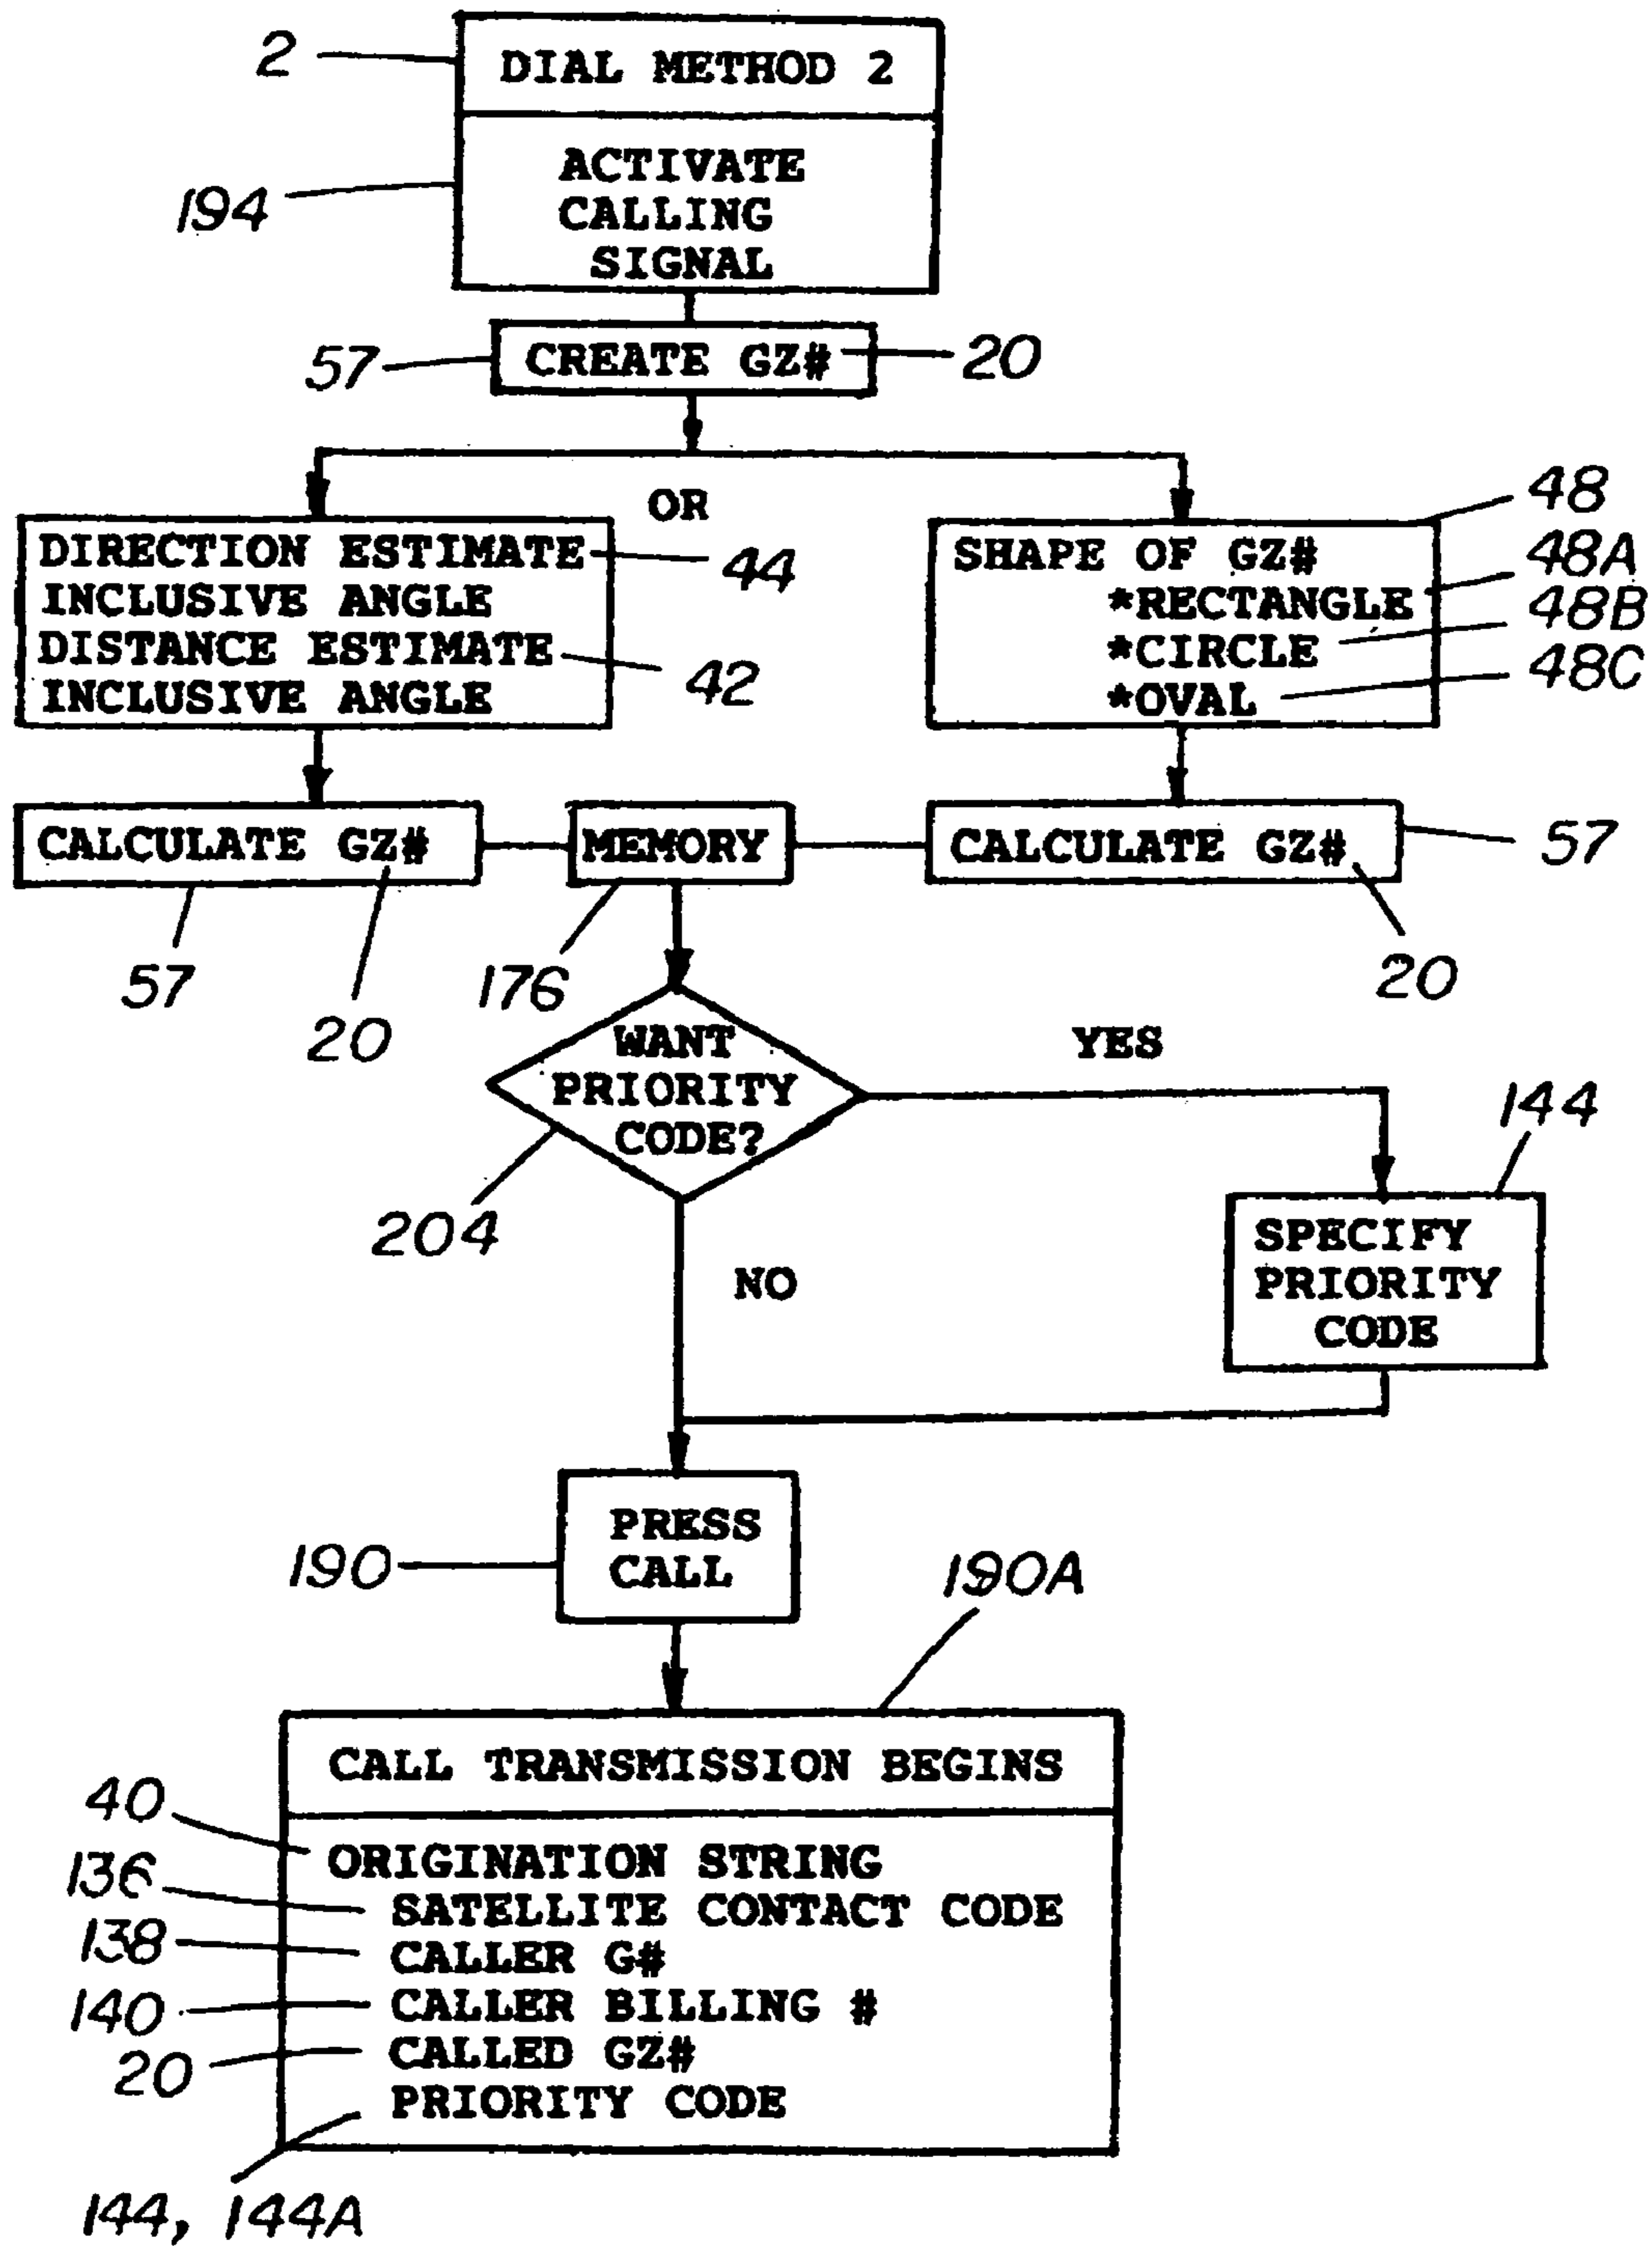 2
DIAL METHOD 2
194
ACTIVATE
CALLING
SIGNAL
57
CREATE GZ#
20
OR
DIRECTION ESTIMATE
44
INCLUSIVE ANGLE
DISTANCE ESTIMATE
42
INCLUSIVE ANGLE
48
SHAPE OF GZ#
48A
*RECTANGLE
48B
*CIRCLE
48C
*OVAL
CALCULATE GZ#
MEMORY
CALCULATE GZ#
57
57
20
176
20
WANT
PRIORITY
CODE?
YES
204
NO
144
SPECIFY
PRIORITY
CODE
190
PRESS
CALL
190A
CALL TRANSMISSION BEGINS
40
ORIGINATION STRING
136
SATELLITE CONTACT CODE
138
CALLER G#
140
CALLER BILLING #
20
CALLED GZ#
PRIORITY CODE
144, 144A